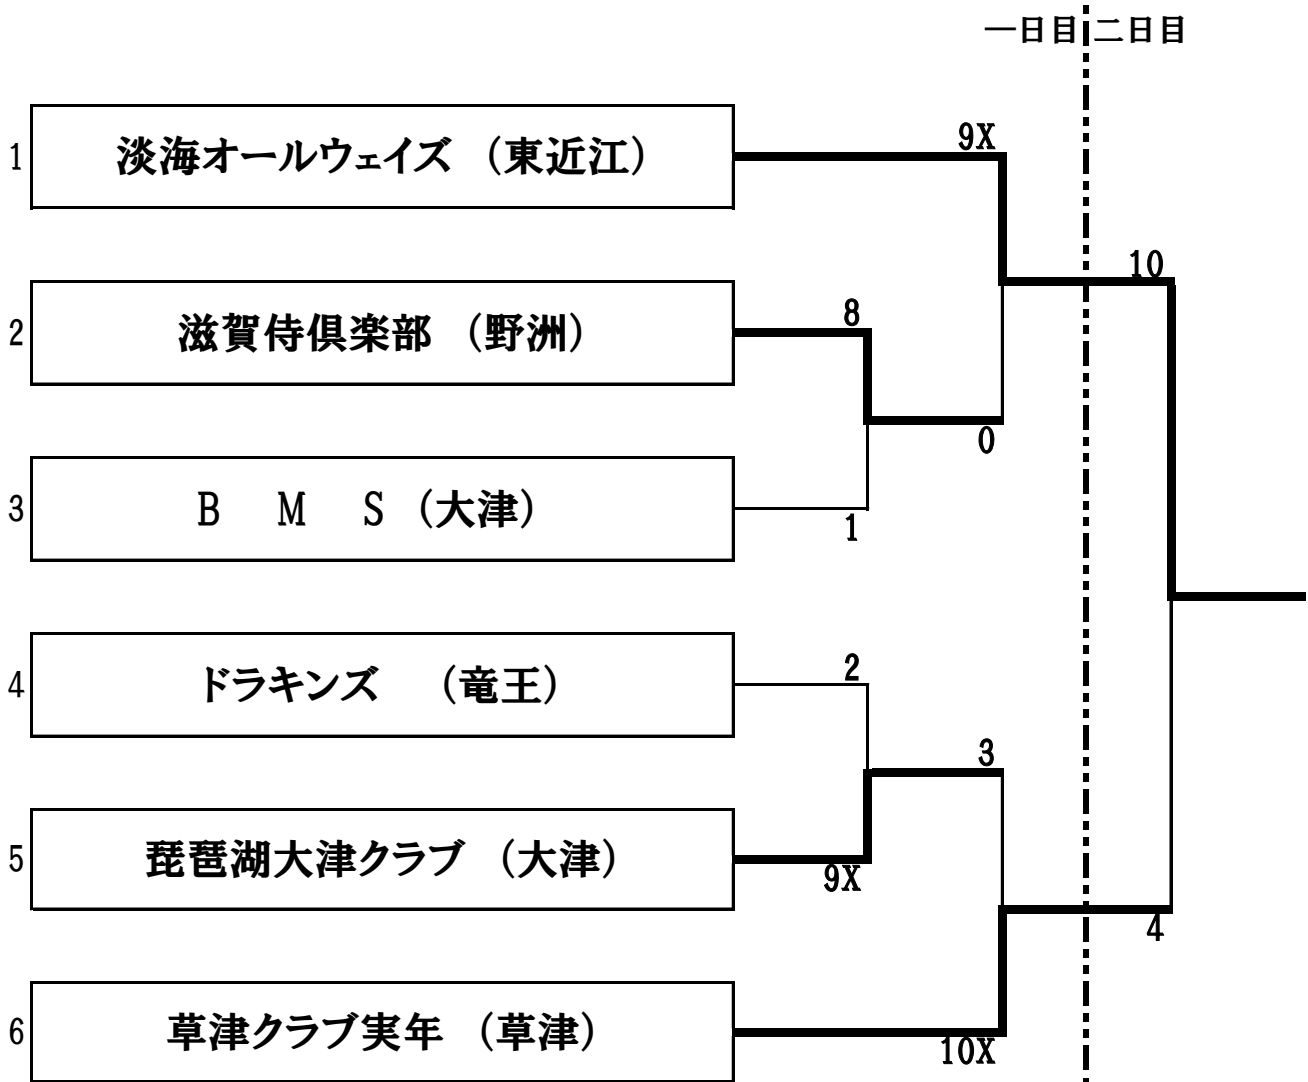 一日目 二日目
9X
1 淡海オールウェイズ （東近江）
10
8
2 滋賀侍倶楽部 （野洲）
0
3 B M S （大津）
1
2
4 ドラキンズ （竜王）
3
5 琵琶湖大津クラブ （大津）
9X
4
6 草津クラブ実年 （草津）
10X